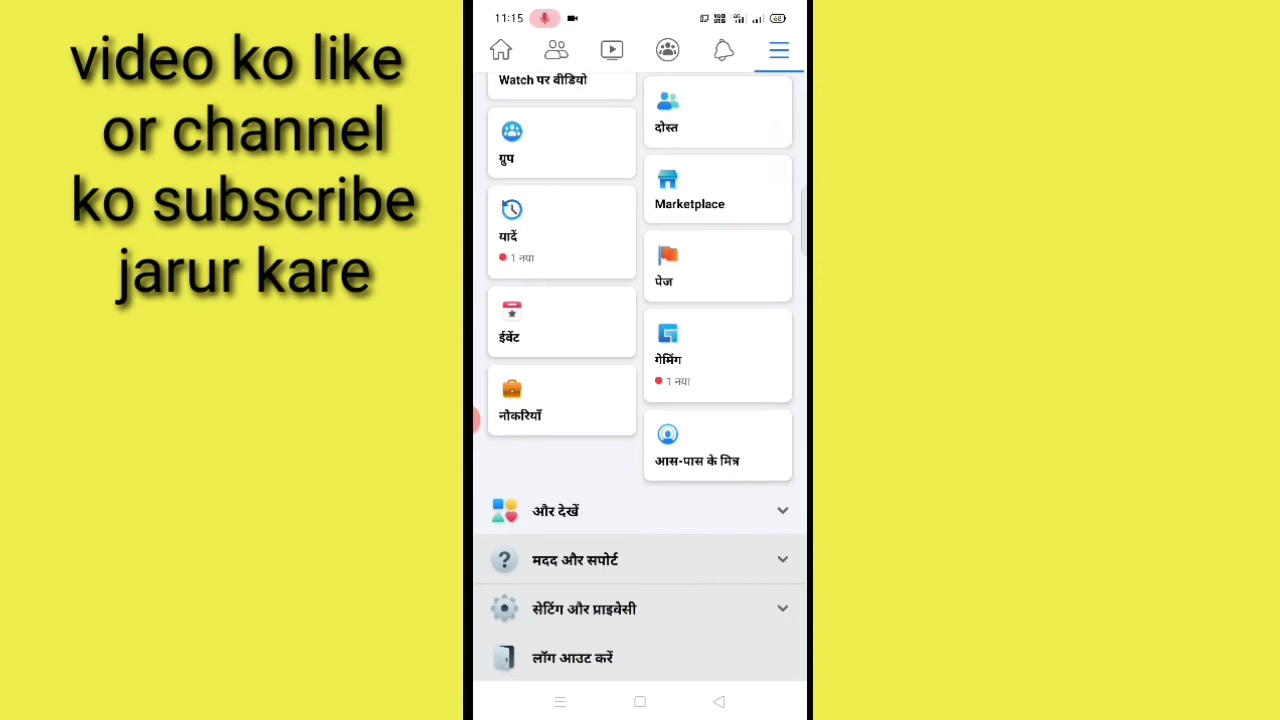 video ko like
or channel
ko subscribe
jarur kare
11:15
68
Watch पर वीडियो
दोस्त
ग्रुप
Marketplace
यादें
1 नया
पेज
ईवेंट
गेमिंग
1 नया
नौकरियाँ
आस-पास के मित्र
और देखें
मदद और सपोर्ट
सेटिंग और प्राइवेसी
लॉग आउट करें